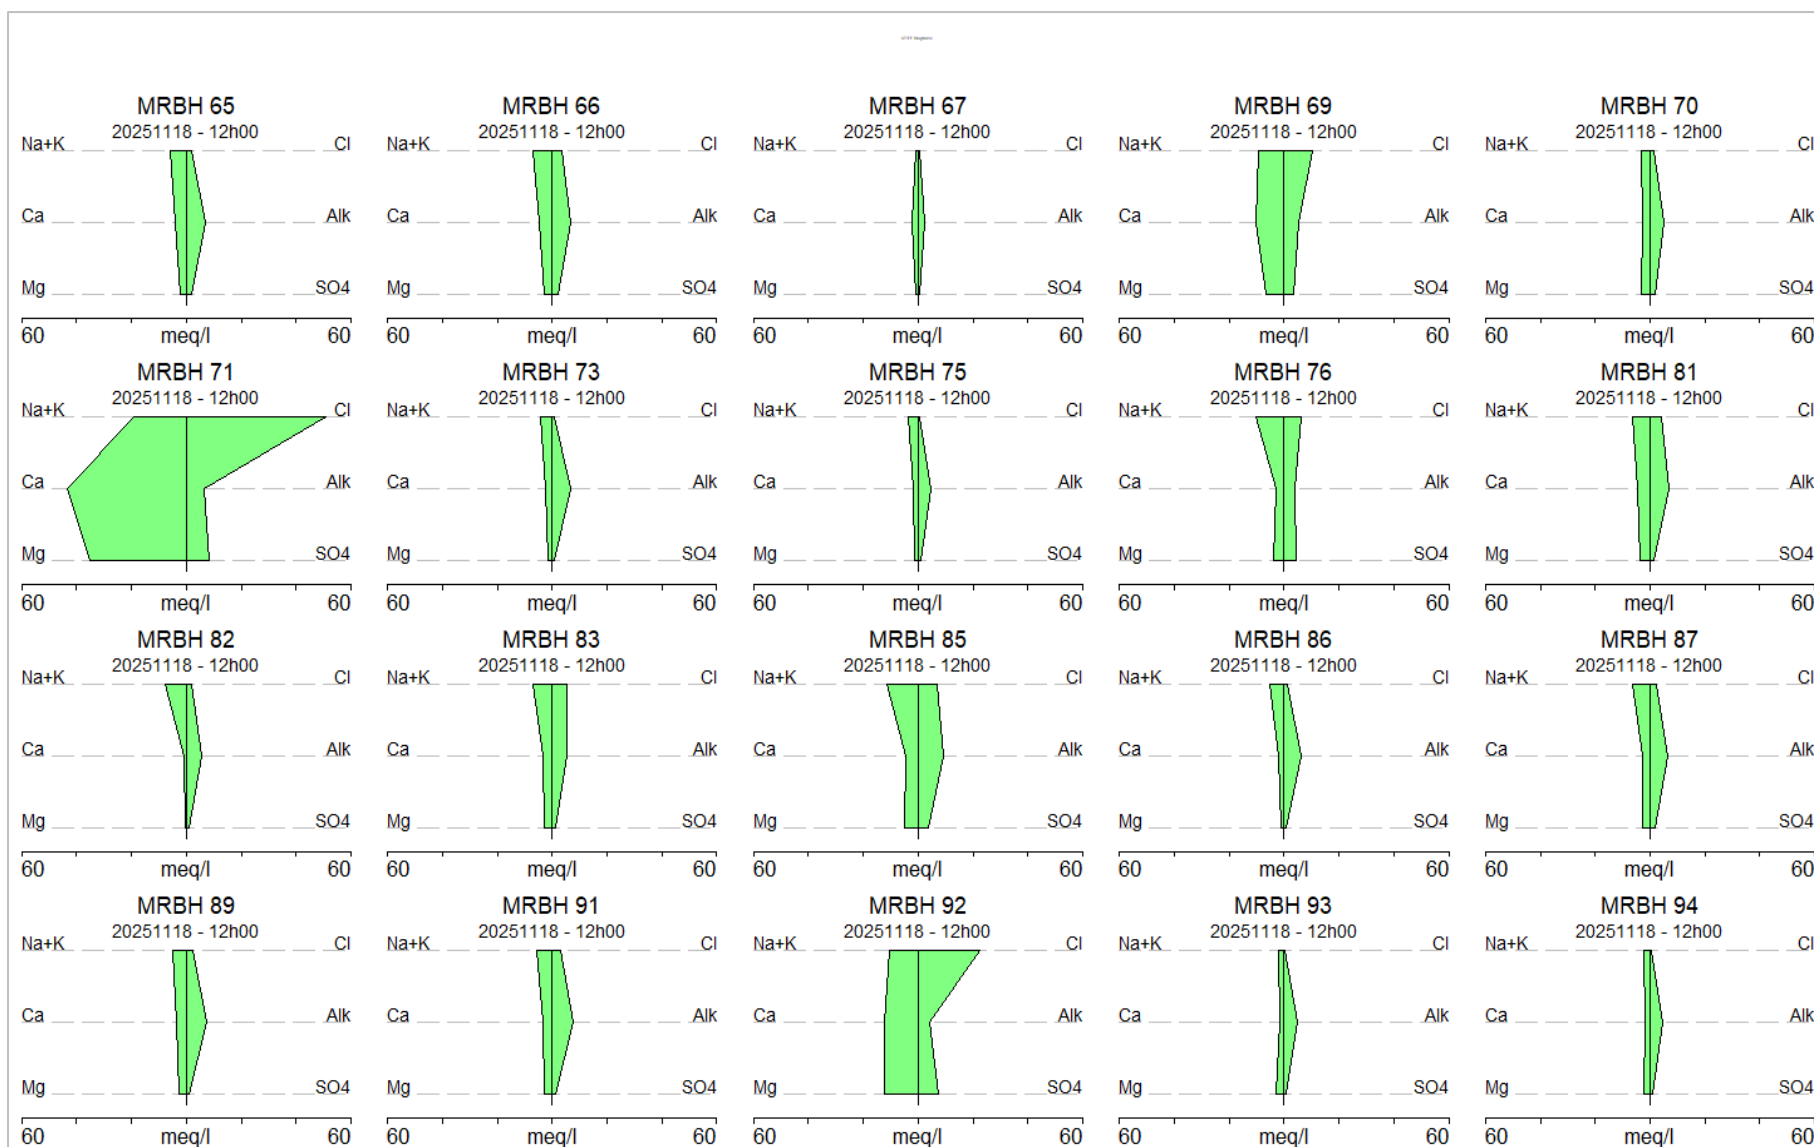 MRBH 65 MRBH 66 MRBH 67 MRBH 69 MRBH 70
20251118 - 12h00 20251118 - 12h00 20251118 - 12h00 20251118 - 12h00 20251118 - 12h00
Na+K Cl Na+K Cl Na+K Cl Na+K Cl Na+K Cl
Ca Alk Ca Alk Ca Alk Ca Alk Ca Alk
Mg SO4 Mg SO4 Mg SO4 Mg SO4 Mg SO4
60 meq/l 60 60 meq/l 60 60 meq/l 60 60 meq/l 60 60 meq/l 60
MRBH 71 MRBH 73 MRBH 75 MRBH 76 MRBH 81
20251118 - 12h00 20251118 - 12h00 20251118 - 12h00 20251118 - 12h00 20251118 - 12h00
Na+K Cl Na+K Cl Na+K Cl Na+K Cl Na+K Cl
Ca Alk Ca Alk Ca Alk Ca Alk Ca Alk
Mg SO4 Mg SO4 Mg SO4 Mg SO4 Mg SO4
60 meq/l 60 60 meq/l 60 60 meq/l 60 60 meq/l 60 60 meq/l 60
MRBH 82 MRBH 83 MRBH 85 MRBH 86 MRBH 87
20251118 - 12h00 20251118 - 12h00 20251118 - 12h00 20251118 - 12h00 20251118 - 12h00
Na+K Cl Na+K Cl Na+K Cl Na+K Cl Na+K Cl
Ca Alk Ca Alk Ca Alk Ca Alk Ca Alk
Mg SO4 Mg SO4 Mg SO4 Mg SO4 Mg SO4
60 meq/l 60 60 meq/l 60 60 meq/l 60 60 meq/l 60 60 meq/l 60
MRBH 89 MRBH 91 MRBH 92 MRBH 93 MRBH 94
20251118 - 12h00 20251118 - 12h00 20251118 - 12h00 20251118 - 12h00 20251118 - 12h00
Na+K Cl Na+K Cl Na+K Cl Na+K Cl Na+K Cl
Ca Alk Ca Alk Ca Alk Ca Alk Ca Alk
Mg SO4 Mg SO4 Mg SO4 Mg SO4 Mg SO4
60 meq/l 60 60 meq/l 60 60 meq/l 60 60 meq/l 60 60 meq/l 60